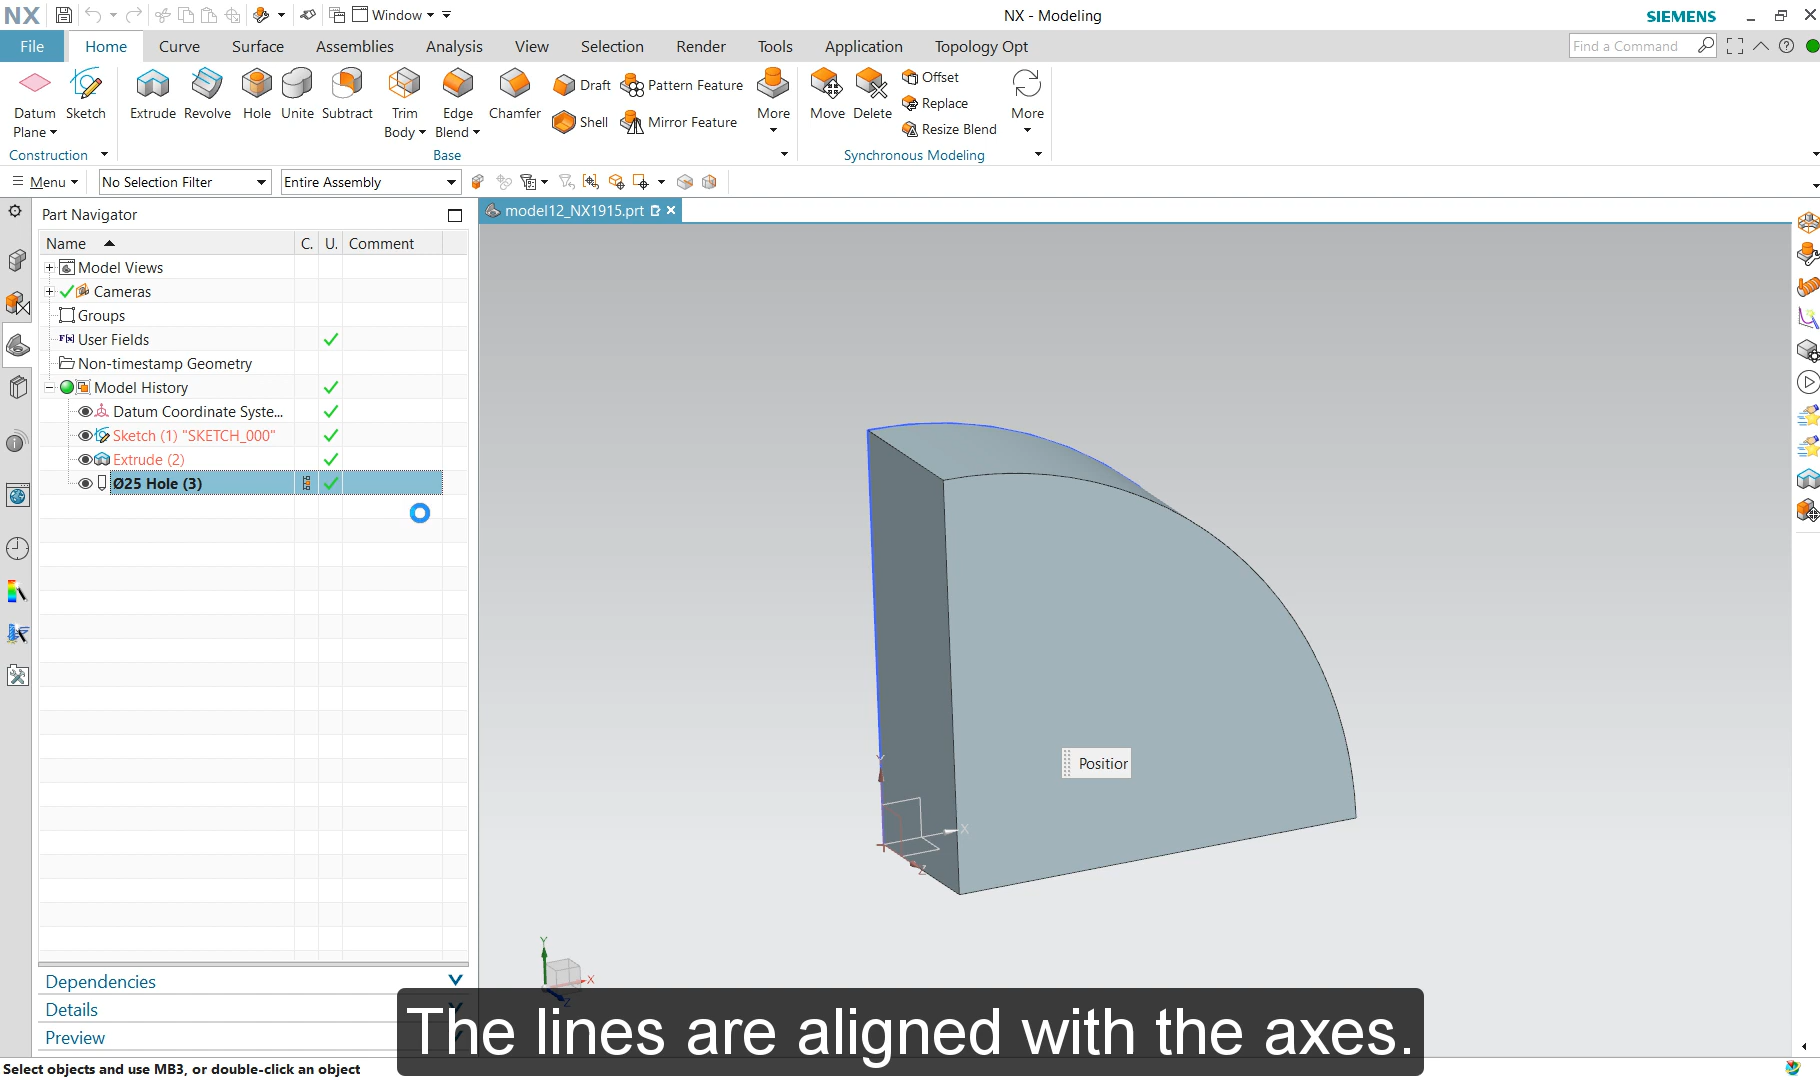 NX Window NX - Modeling SIEMENS
File Home Curve Surface Assemblies Analysis View Selection Render Tools Application Topology Opt Find a Command
Datum Plane Sketch Extrude Revolve Hole Unite Subtract Trim Body Edge Blend Chamfer Draft Shell Pattern Feature Mirror Feature More Move Delete Offset Replace Resize Blend More
Construction Base Synchronous Modeling
Menu No Selection Filter Entire Assembly
Part Navigator model12_NX1915.prt
Name C. U. Comment
Model Views
Cameras
Groups
User Fields
Non-timestamp Geometry
Model History
Datum Coordinate Syste...
Sketch (1) "SKETCH_000"
Extrude (2)
Ø25 Hole (3)
Position
Y
X
Z
Y
X
Z
Dependencies
Details
Preview
The lines are aligned with the axes.
Select objects and use MB3, or double-click an object